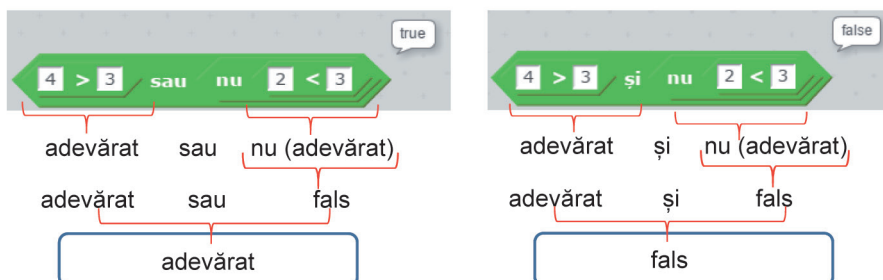 true
4 > 3 sau nu 2 < 3
adevărat sau nu (adevărat)
adevărat sau fals
adevărat
false
4 > 3 și nu 2 < 3
adevărat și nu (adevărat)
adevărat și fals
fals